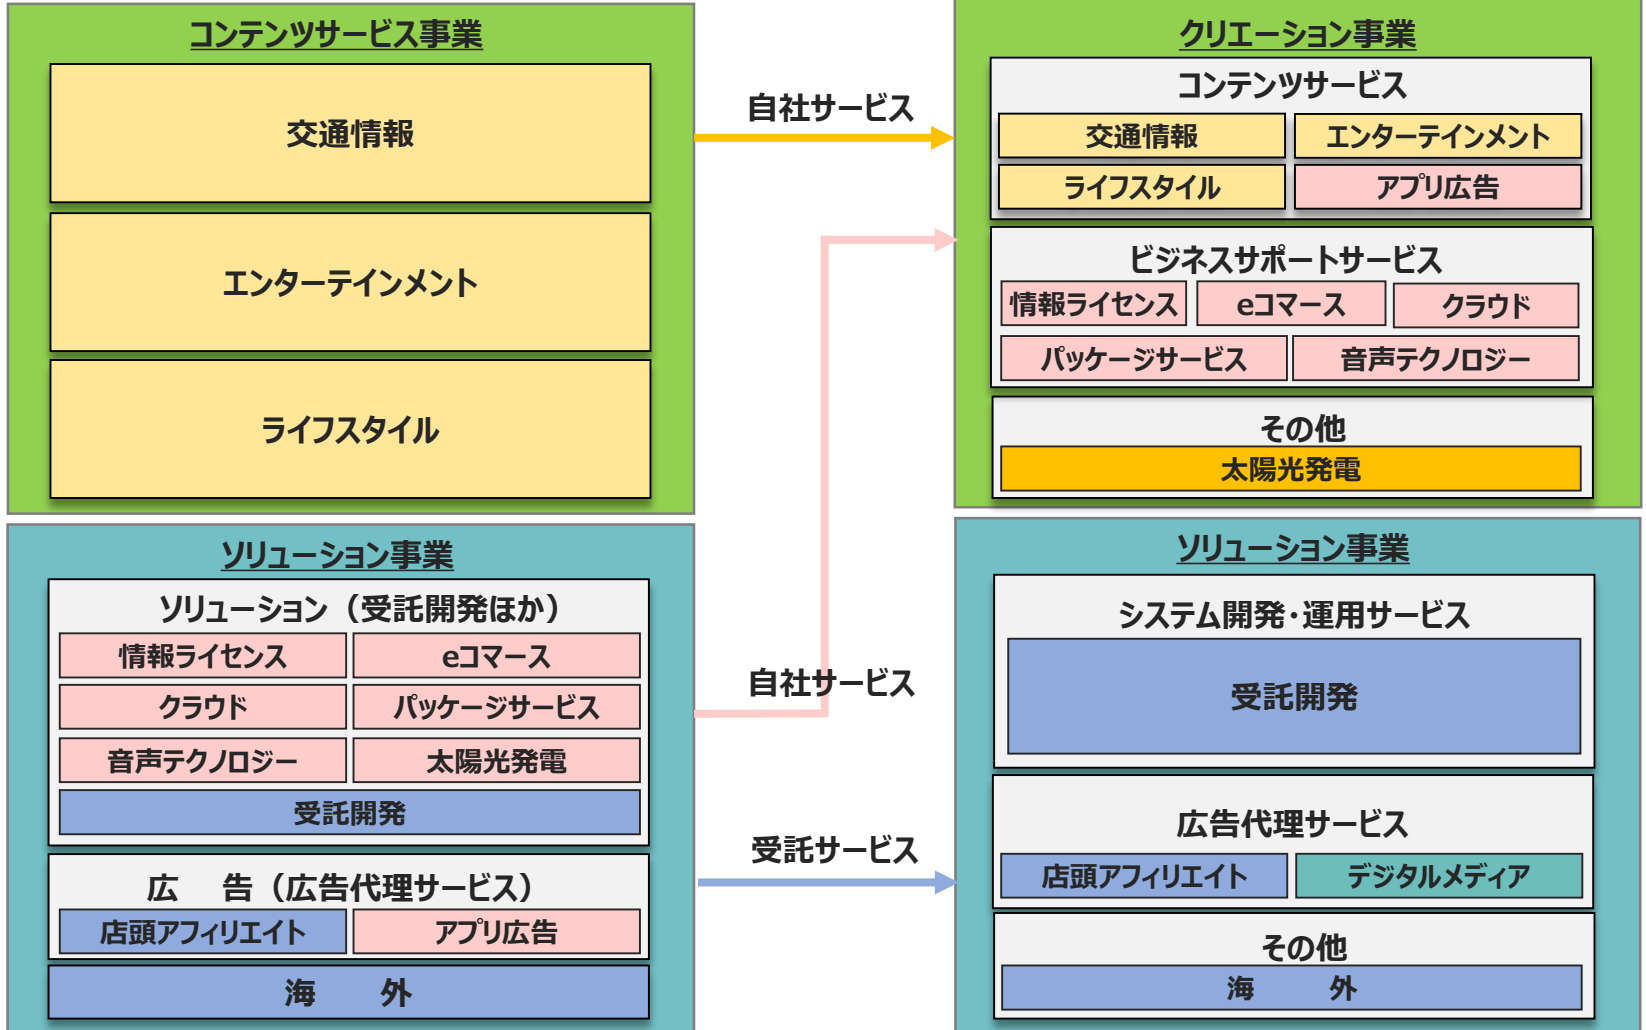 コンテンツサービス事業
交通情報
エンターテインメント
ライフスタイル
ソリューション事業
ソリューション（受託開発ほか）
情報ライセンス
eコマース
クラウド
パッケージサービス
音声テクノロジー
太陽光発電
受託開発
広　告（広告代理サービス）
店頭アフィリエイト
アプリ広告
海　外
自社サービス
自社サービス
受託サービス
クリエーション事業
コンテンツサービス
交通情報
エンターテインメント
ライフスタイル
アプリ広告
ビジネスサポートサービス
情報ライセンス
eコマース
クラウド
パッケージサービス
音声テクノロジー
その他
太陽光発電
ソリューション事業
システム開発・運用サービス
受託開発
広告代理サービス
店頭アフィリエイト
デジタルメディア
その他
海　外